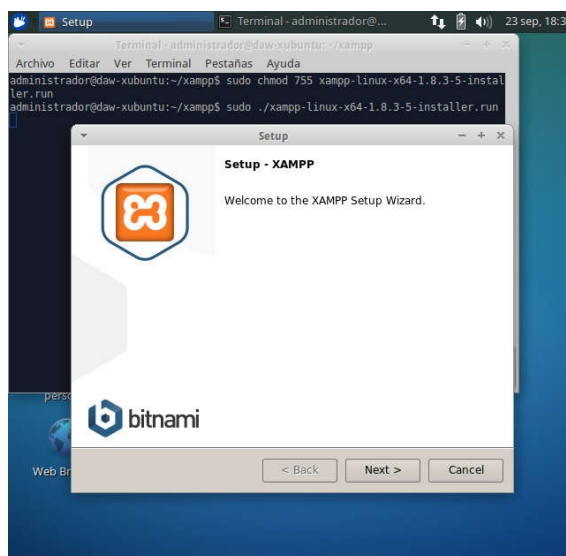 Setup
Terminal - administrador@...
23 sep, 18:3
Terminal - administrador@daw-xubuntu: ~/xampp
Archivo Editar Ver Terminal Pestañas Ayuda
administrador@daw-xubuntu:~/xampp$ sudo chmod 755 xampp-linux-x64-1.8.3-5-instal
ler.run
administrador@daw-xubuntu:~/xampp$ sudo ./xampp-linux-x64-1.8.3-5-installer.run
Setup
Setup - XAMPP
Welcome to the XAMPP Setup Wizard.
perso
bitnami
Web Br
< Back Next > Cancel